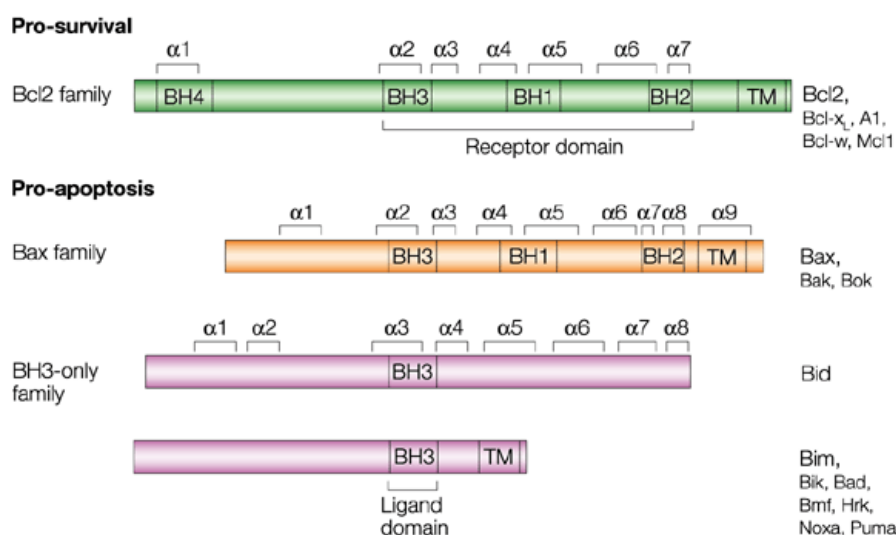 Pro-survival
α1 α2 α3 α4 α5 α6 α7
Bcl2 family BH4 BH3 BH1 BH2 TM Bcl2,
Bcl-xL, A1,
Bcl-w, Mcl1
Receptor domain
Pro-apoptosis
α1 α2 α3 α4 α5 α6 α7 α8 α9
Bax family BH3 BH1 BH2 TM Bax,
Bak, Bok
α1 α2 α3 α4 α5 α6 α7 α8
BH3-only
family
BH3 Bid
BH3 TM Bim,
Bik, Bad,
Bmf, Hrk,
Noxa, Puma
Ligand
domain